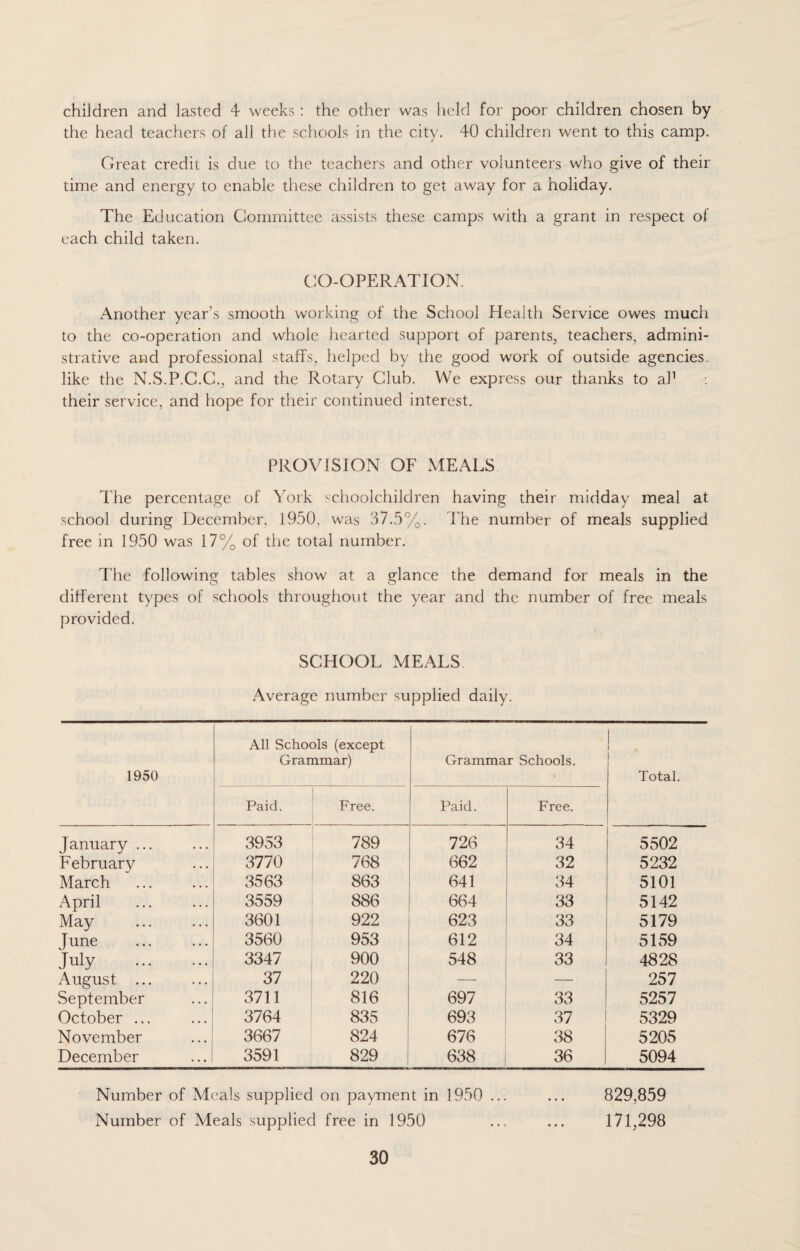 children and lasted 4 weeks : the other was held for poor children chosen by
the head teachers of all the schools in the city. 40 children went to this camp.
Great credit is due to the teachers and other volunteers who give of their
time and energy to enable these children to get away for a holiday.
The Education Committee assists these camps with a grant in respect of
each child taken.
CO-OPERATION.
Another year's smooth working of the School Health Service owes much
to the co-operation and whole hearted support of parents, teachers, admini-
strative and professional staffs, helped by the good work of outside agencies
like the N.S.P.C.C., and the Rotary Club. We express our thanks to
their service, and hope for their continued interest.
PROVISION OF MEALS
The percentage of York schoolchildren having their midday meal at
school during December, 1950, was 37.5%. The number of meals supplied
free in 1950 was 17% of the total number.
The following tables show at a glance the demand for meals in the
different types of schools throughout the year and the number of free meals
provided.
SCHOOL MEALS
Average number supplied daily.
1950 All Schools (except Grammar) Grammar Schools. Total.
Paid. Free. Paid. Free.
January ... ... 3953 789 726 34 5502
February ... 3770 768 662 32 5232
March ... ... 3563 863 641 34 5101
April ... ... 3559 886 664 33 5142
May ... ... 3601 922 623 33 5179
June ... ... 3560 953 612 34 5159
July ... ... 3347 900 548 33 4828
August ... ... 37 220 — — 257
September ... 3711 816 697 33 5257
October ... ... 3764 835 693 37 5329
November ... 3667 824 676 38 5205
December ... 3591 829 638 36 5094
Number of Meals supplied on payment in 1950 ... ... 829,859
Number of Meals supplied free in 1950 ... ... 171,298
30